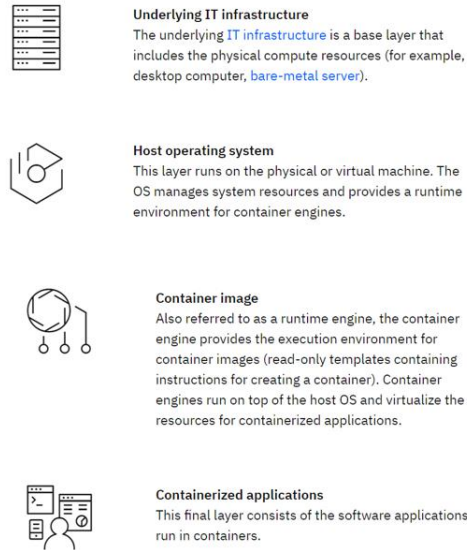 Underlying IT infrastructure
The underlying IT infrastructure is a base layer that
includes the physical compute resources (for example,
desktop computer, bare-metal server).
Host operating system
This layer runs on the physical or virtual machine. The
OS manages system resources and provides a runtime
environment for container engines.
Container image
Also referred to as a runtime engine, the container
engine provides the execution environment for
container images (read-only templates containing
instructions for creating a container). Container
engines run on top of the host OS and virtualize the
resources for containerized applications.
Containerized applications
This final layer consists of the software applications
run in containers.